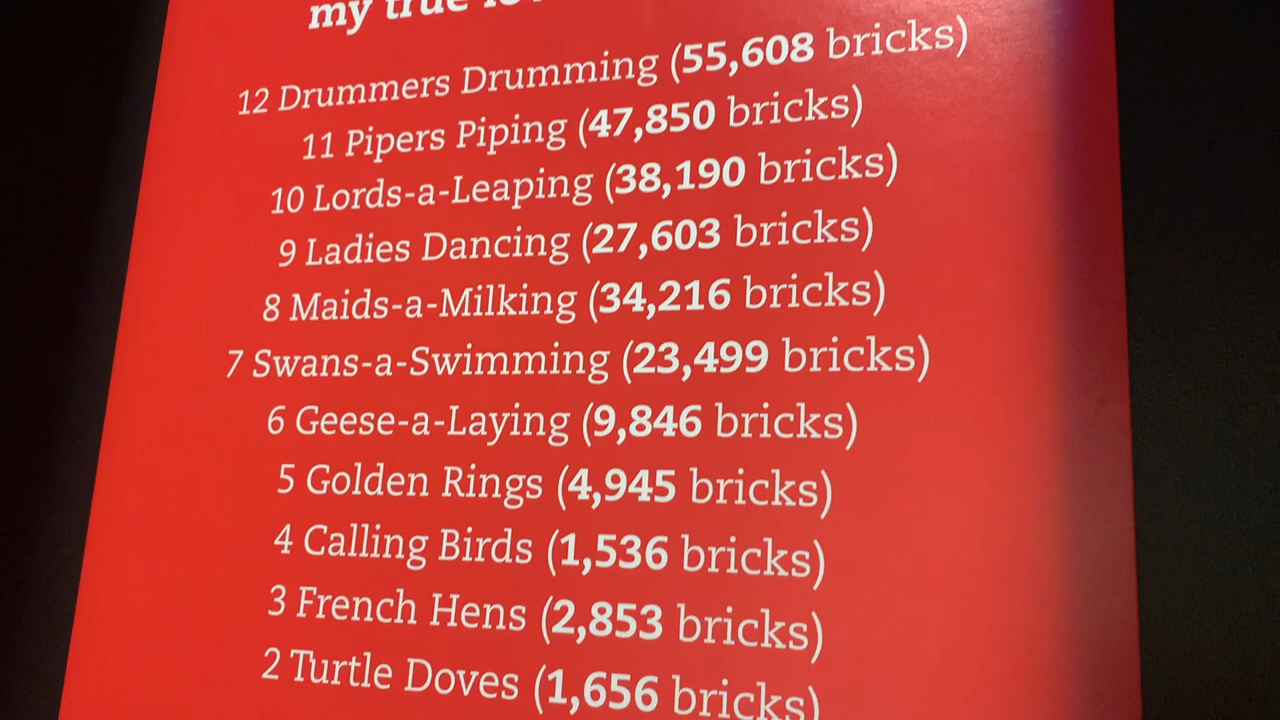 my true
12 Drummers Drumming (55,608 bricks)
11 Pipers Piping (47,850 bricks)
10 Lords-a-Leaping (38,190 bricks)
9 Ladies Dancing (27,603 bricks)
8 Maids-a-Milking (34,216 bricks)
7 Swans-a-Swimming (23,499 bricks)
6 Geese-a-Laying (9,846 bricks)
5 Golden Rings (4,945 bricks)
4 Calling Birds (1,536 bricks)
3 French Hens (2,853 bricks)
2 Turtle Doves (1,656 bricks)